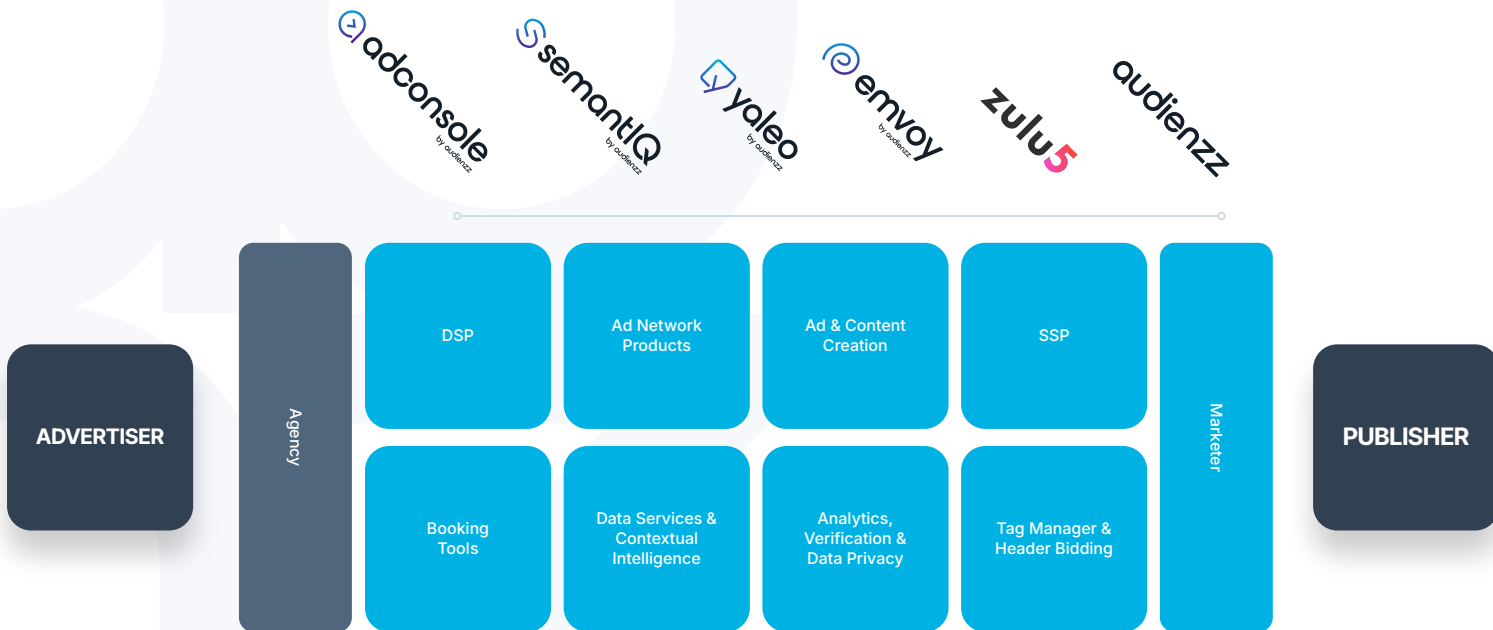 adconsole
by audienzz
semantIQ
by audienzz
yaleo
by audienzz
emvoy
by audienzz
zulu5
audienzz
ADVERTISER
Agency
DSP
Ad Network
Products
Ad & Content
Creation
SSP
Booking
Tools
Data Services &
Contextual
Intelligence
Analytics,
Verification &
Data Privacy
Tag Manager &
Header Bidding
Marketer
PUBLISHER